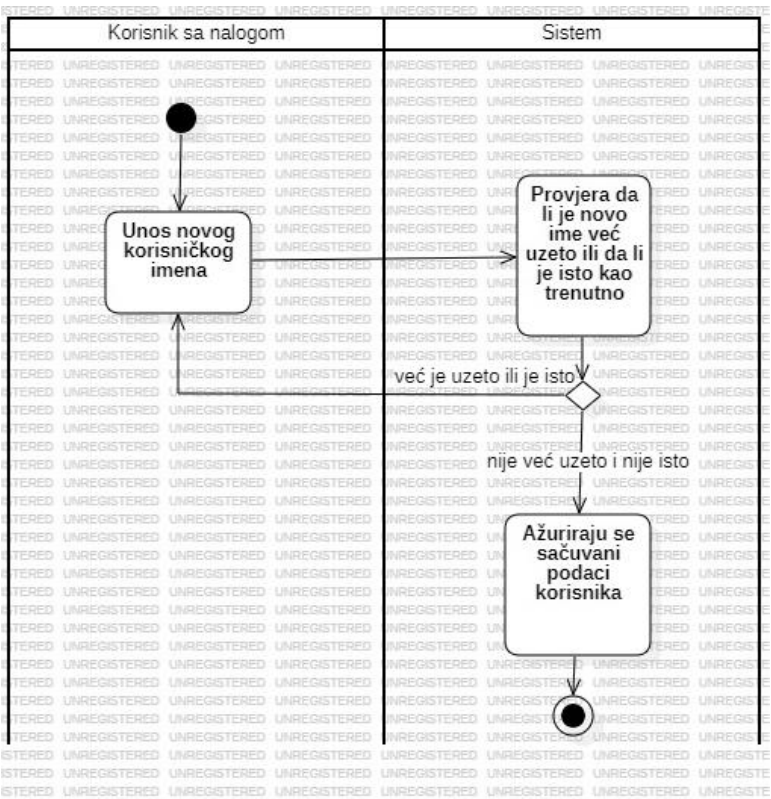 Korisnik sa nalogom
Sistem
Unos novog
korisničkog
imena
Provjera da
li je novo
ime već
uzeto ili da li
je isto kao
trenutno
već je uzeto ili je isto
nije već uzeto i nije isto
Ažuriraju se
sačuvani
podaci
korisnika
UNREGISTERED